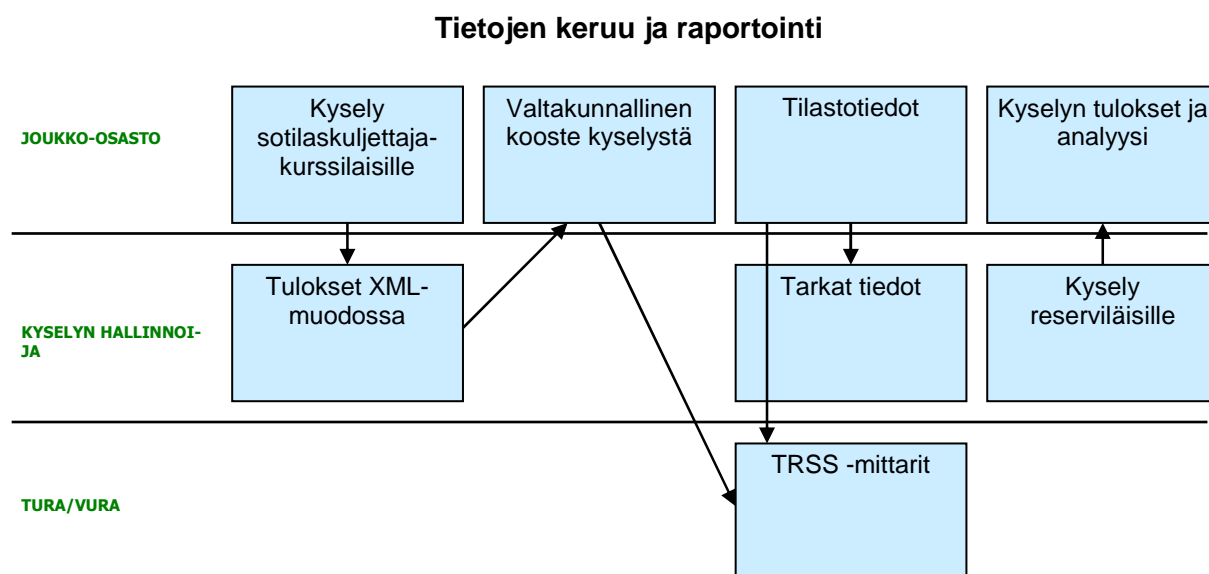 Tietojen keruu ja raportointi
JOUKKO-OSASTO
Kysely
sotilaskuljettaja-
kurssilaisille
Valtakunnallinen
kooste kyselystä
Tilastotiedot
Kyselyn tulokset ja
analyysi
KYSELYN HALLINNOI-
JA
Tulokset XML-
muodossa
Tarkat tiedot
Kysely
reserviläisille
TURA/VURA
TRSS -mittarit